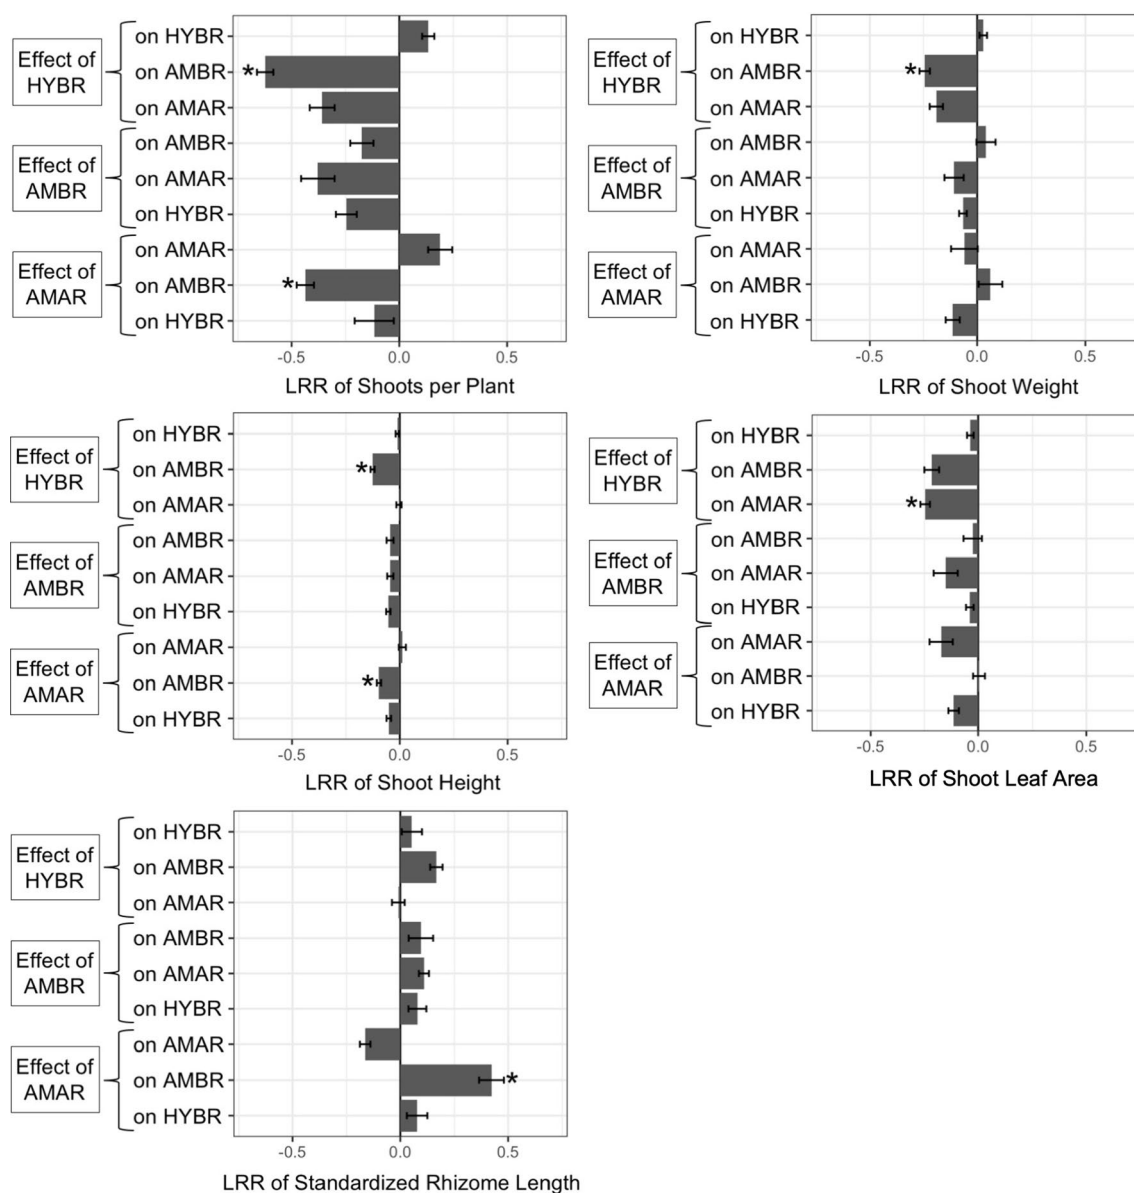 Effect of
HYBR
on HYBR
* on AMBR
on AMAR
Effect of
AMBR
on AMBR
on AMAR
on HYBR
Effect of
AMAR
on AMAR
* on AMBR
on HYBR
-0.5 0.0 0.5
LRR of Shoots per Plant
Effect of
HYBR
on HYBR
on AMBR *
on AMAR
Effect of
AMBR
on AMBR
on AMAR
on HYBR
Effect of
AMAR
on AMAR
on AMBR
on HYBR
-0.5 0.0 0.5
LRR of Shoot Weight
Effect of
HYBR
on HYBR
on AMBR *
on AMAR
Effect of
AMBR
on AMBR
on AMAR
on HYBR
Effect of
AMAR
on AMAR
on AMBR *
on HYBR
-0.5 0.0 0.5
LRR of Shoot Height
Effect of
HYBR
on HYBR
on AMBR
on AMAR *
Effect of
AMBR
on AMBR
on AMAR
on HYBR
Effect of
AMAR
on AMAR
on AMBR
on HYBR
-0.5 0.0 0.5
LRR of Shoot Leaf Area
Effect of
HYBR
on HYBR
on AMBR
on AMAR
Effect of
AMBR
on AMBR
on AMAR
on HYBR
Effect of
AMAR
on AMAR
on AMBR *
on HYBR
-0.5 0.0 0.5
LRR of Standardized Rhizome Length